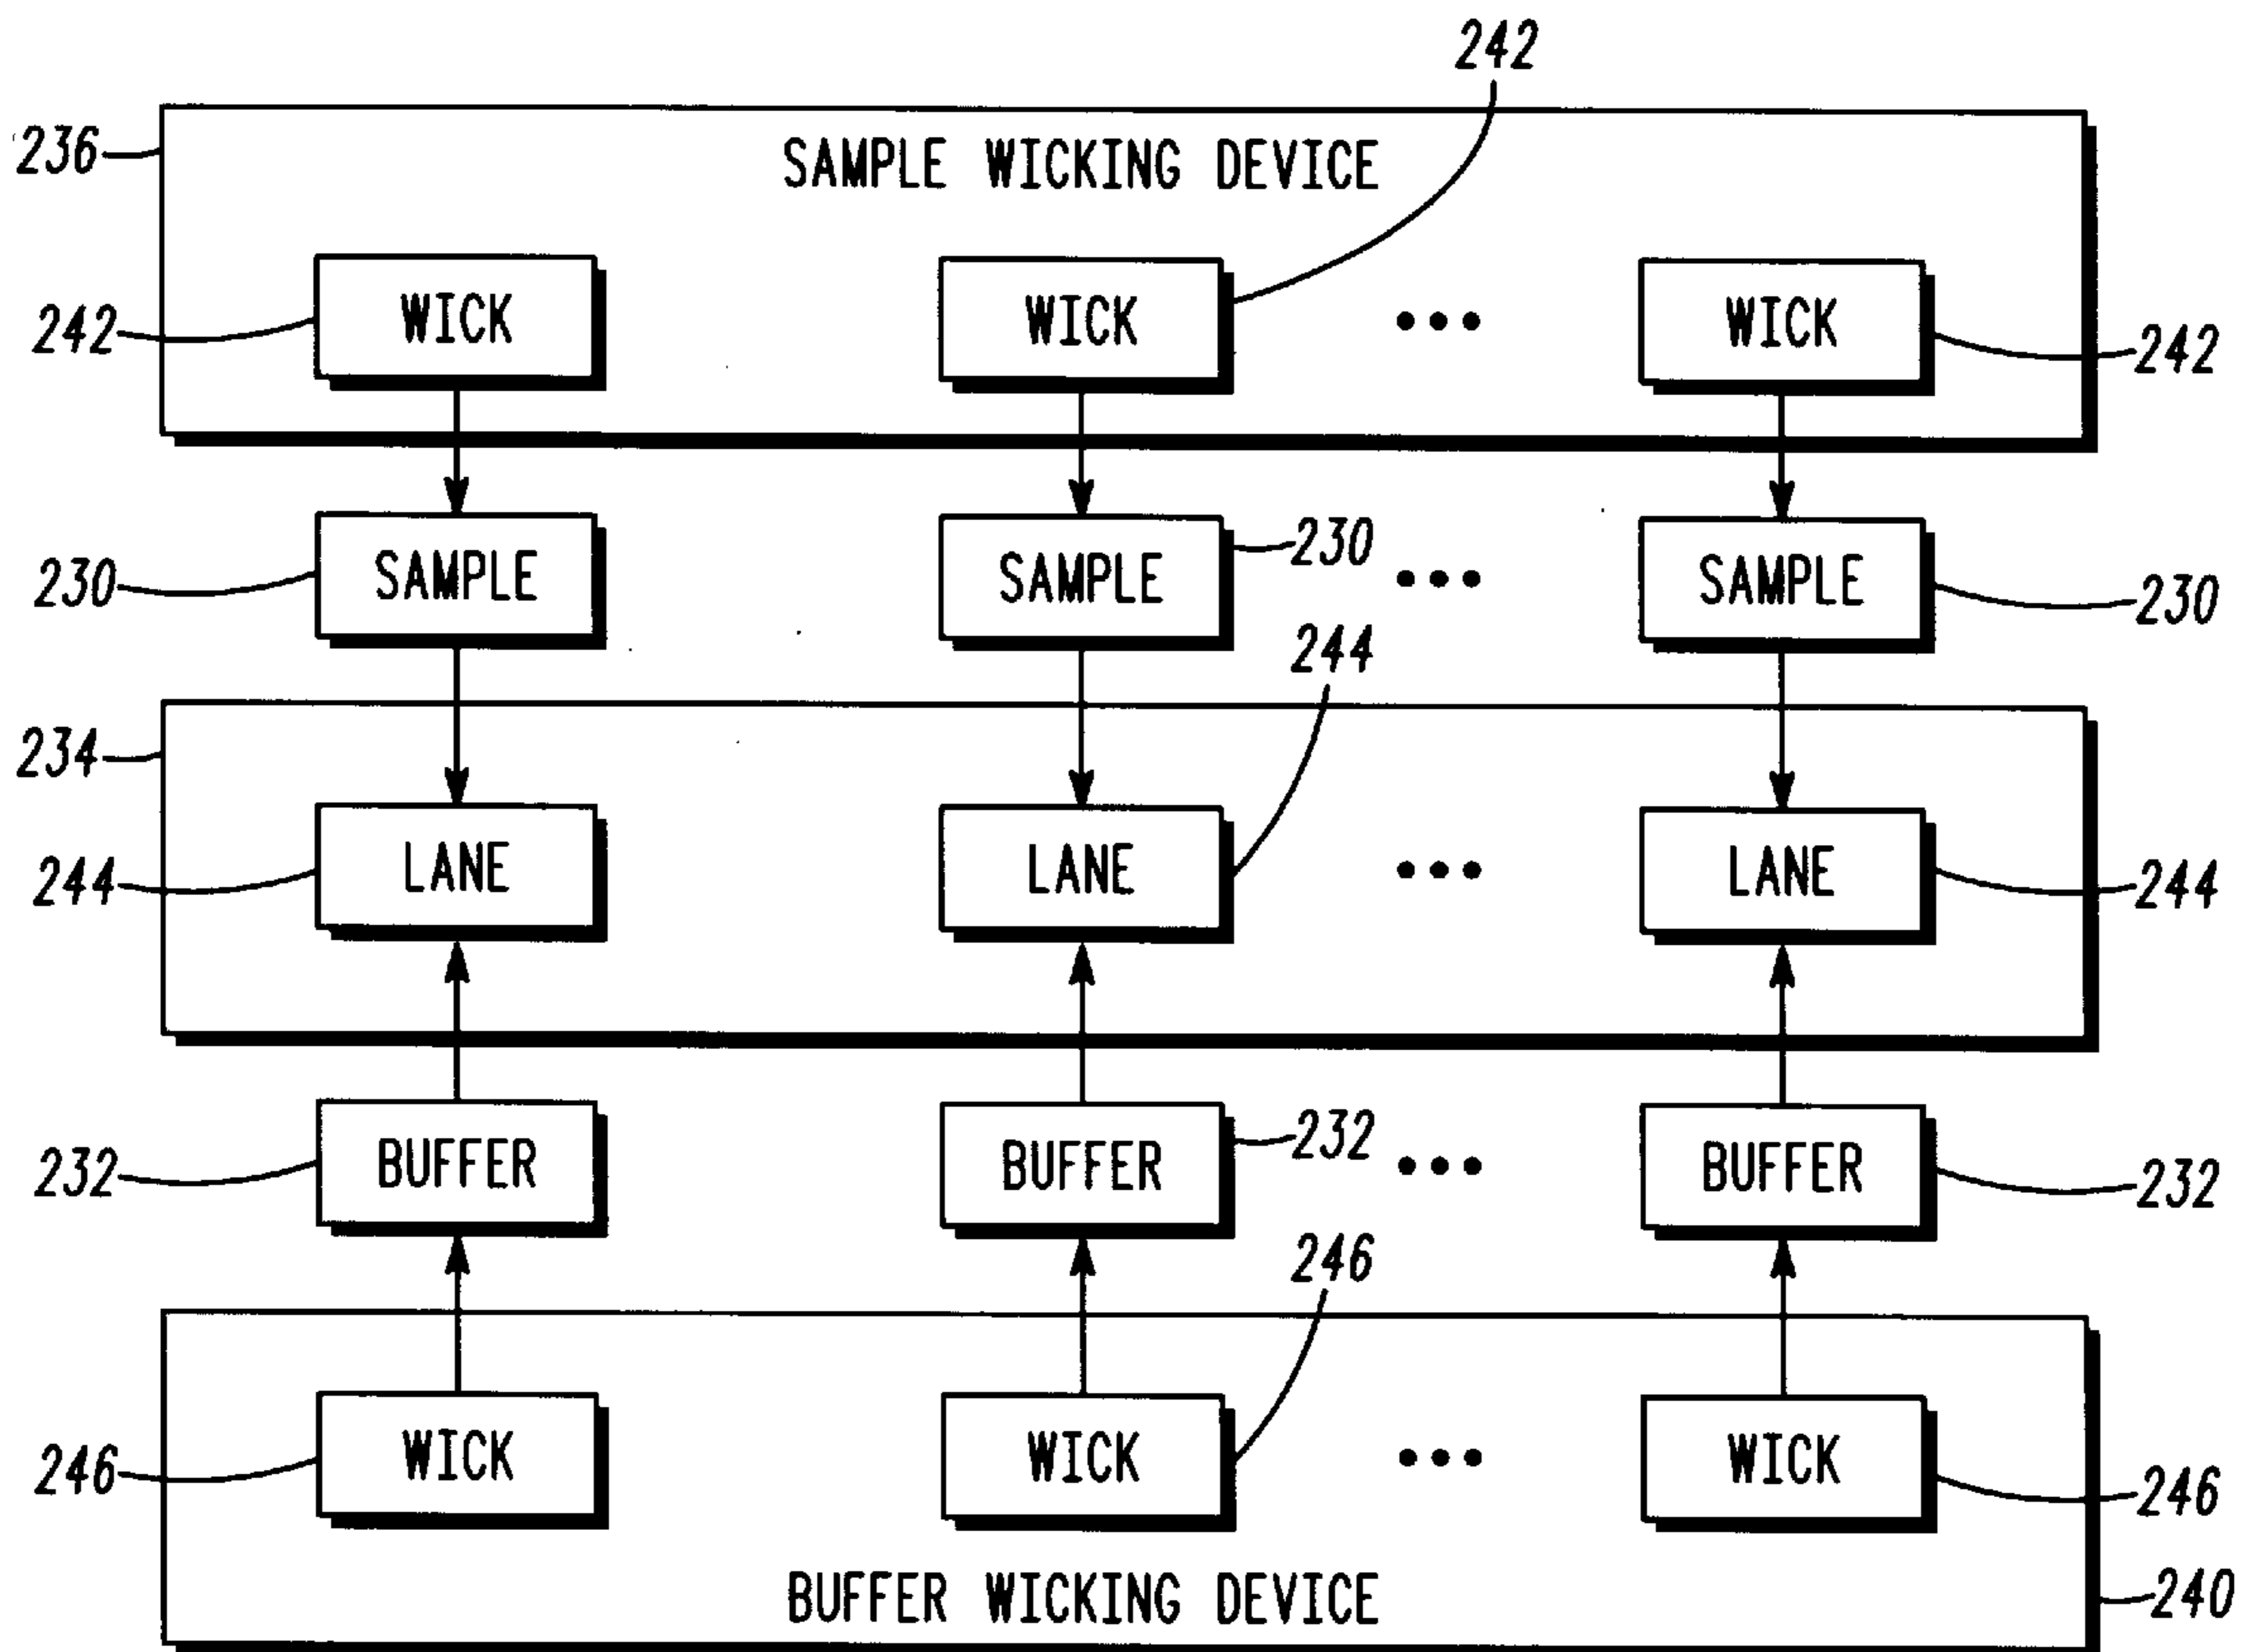 242
236
SAMPLE WICKING DEVICE
242 WICK WICK ••• WICK 242
230 SAMPLE SAMPLE 230 ••• SAMPLE 230
244
234
244 LANE LANE ••• LANE 244
232 BUFFER BUFFER 232 ••• BUFFER 232
246
246 WICK WICK ••• WICK 246
BUFFER WICKING DEVICE
240